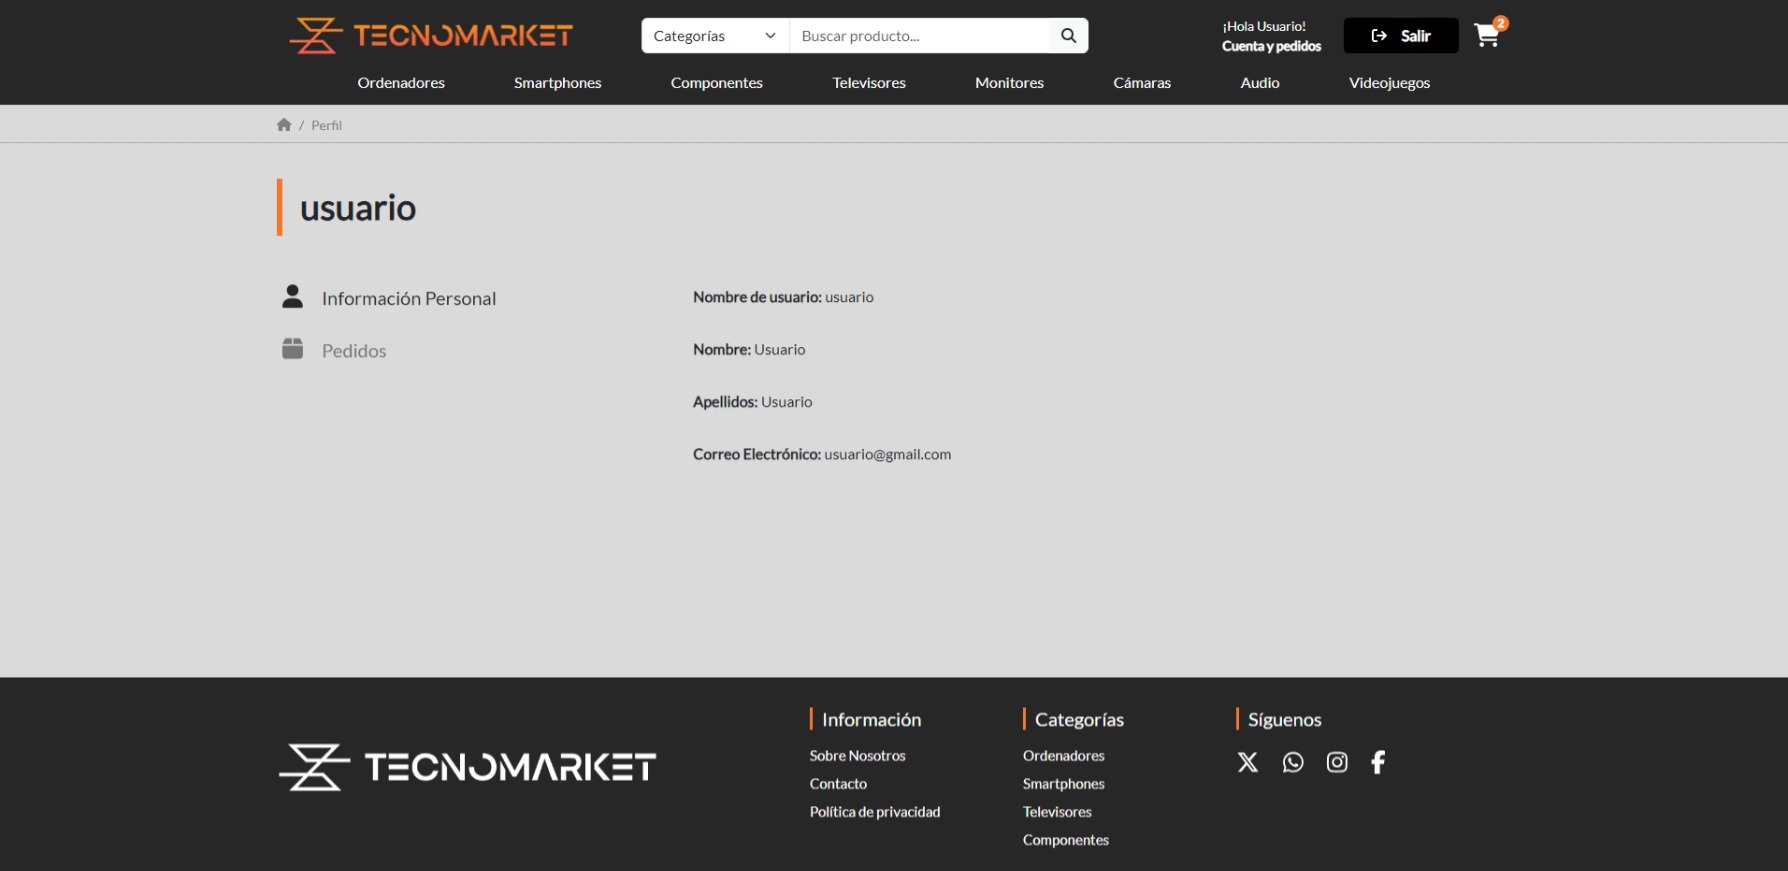 TECNOMARKET
Categorías
Buscar producto...
¡Hola Usuario!
Cuenta y pedidos
Salir
2
Ordenadores
Smartphones
Componentes
Televisores
Monitores
Cámaras
Audio
Videojuegos
/ Perfil
usuario
Información Personal
Pedidos
Nombre de usuario: usuario
Nombre: Usuario
Apellidos: Usuario
Correo Electrónico: usuario@gmail.com
TECNOMARKET
Información
Sobre Nosotros
Contacto
Política de privacidad
Categorías
Ordenadores
Smartphones
Televisores
Componentes
Síguenos